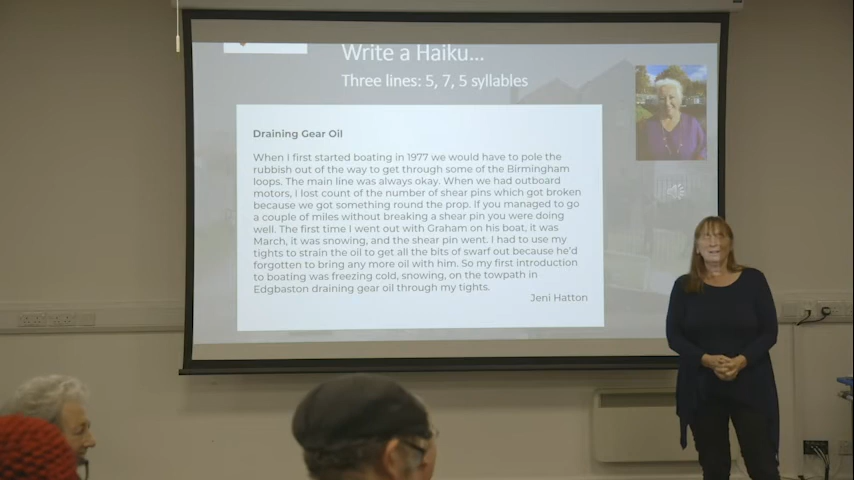 Write a Haiku...
Three lines: 5, 7, 5 syllables
Draining Gear Oil
When I first started boating in 1977 we would have to pole the
rubbish out of the way to get through some of the Birmingham
loops. The main line was always okay. When we had outboard
motors, I lost count of the number of shear pins which got broken
because we got something round the prop. If you managed to go
a couple of miles without breaking a shear pin you were doing
well. The first time I went out with Graham on his boat, it was
March, it was snowing, and the shear pin went. I had to use my
tights to strain the oil to get all the bits of swarf out because he'd
forgotten to bring any more oil with him. So my first introduction
to boating was freezing cold, snowing, on the towpath in
Edgbaston draining gear oil through my tights.
Jeni Hatton